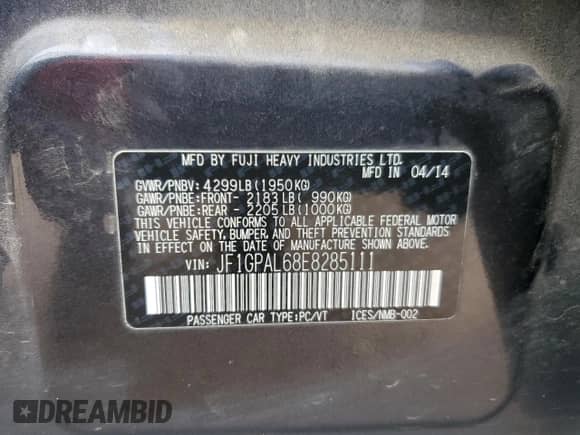 MFD BY FUJI HEAVY INDUSTRIES LTD.
MFD IN 04/14
GVWR/PNBV: 4299LB(1950KG)
GAWR/PNBE:FRONT- 2183LB( 990KG)
GAWR/PNBE:REAR - 2205LB(1000KG)
THIS VEHICLE CONFORMS TO ALL APPLICABLE FEDERAL MOTOR
VEHICLE SAFETY, BUMPER, AND THEFT PREVENTION STANDARDS
IN EFFECT ON THE DATE OF MANUFACTURE SHOWN ABOVE.
VIN: JF1GPAL68E8285111
PASSENGER CAR TYPE:PC/VT ICES/NMB-002
DREAMBID